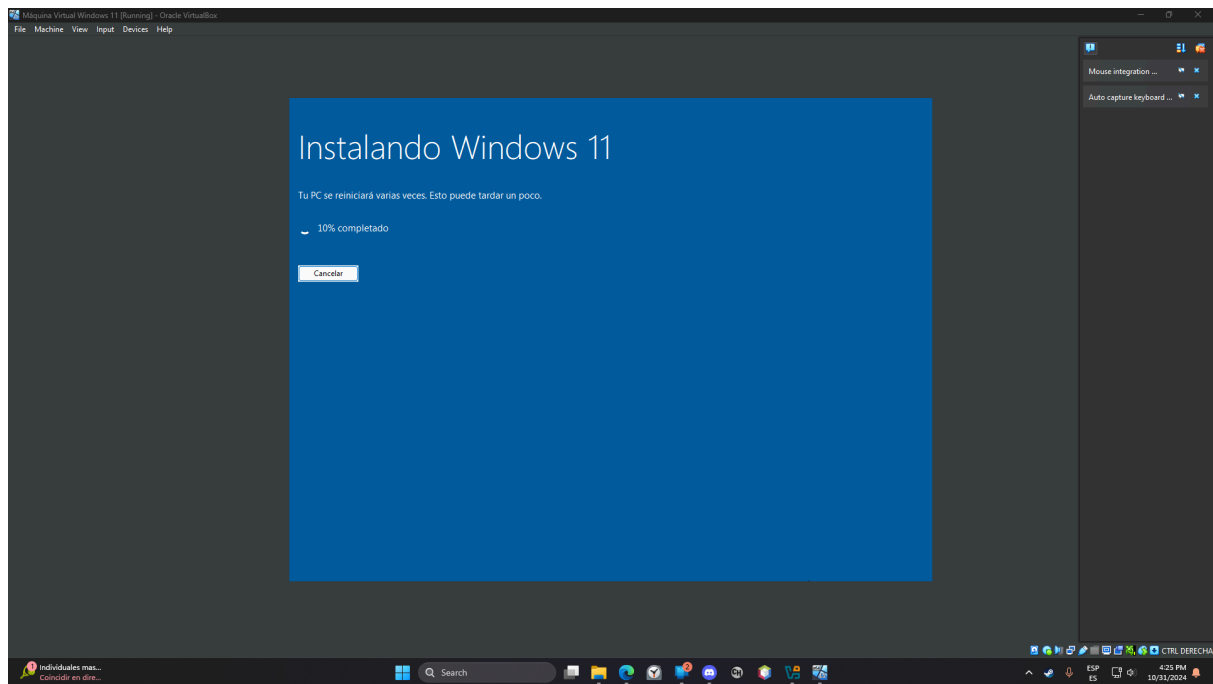 Máquina Virtual Windows 11 [Running] - Oracle VirtualBox
File Machine View Input Devices Help
Mouse integration ...
Auto capture keyboard ...
Instalando Windows 11
Tu PC se reiniciará varias veces. Esto puede tardar un poco.
10% completado
Cancelar
CTRL DERECHA
1
Individuales mas...
Coincidir en dire...
Search
2
ESP
ES
4:25 PM
10/31/2024